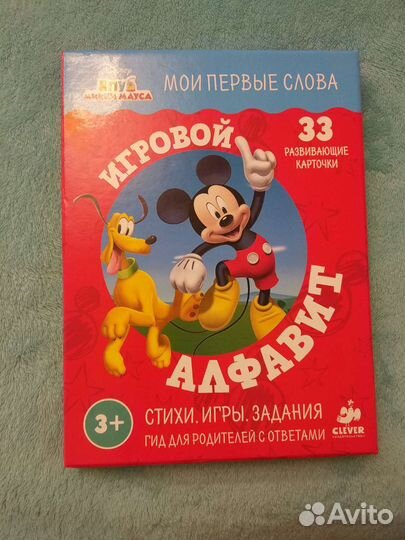 КЛУБ
МИККИ МАУСА
МОИ ПЕРВЫЕ СЛОВА
ИГРОВОЙ
АЛФАВИТ
33
РАЗВИВАЮЩИЕ
КАРТОЧКИ
3+
СТИХИ. ИГРЫ. ЗАДАНИЯ
ГИД ДЛЯ РОДИТЕЛЕЙ С ОТВЕТАМИ
CLEVER
ИЗДАТЕЛЬСТВО
Avito